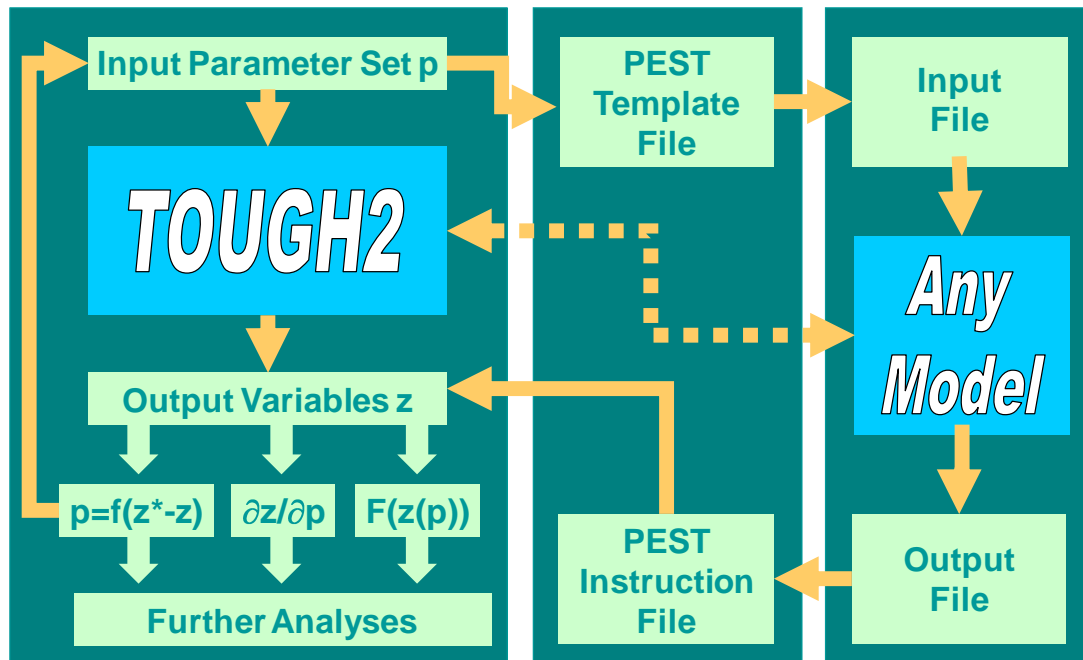 Input Parameter Set p
TOUGH2
Output Variables z
p=f(z*-z)
∂z/∂p
F(z(p))
Further Analyses
PEST
Template
File
PEST
Instruction
File
Input
File
Any
Model
Output
File